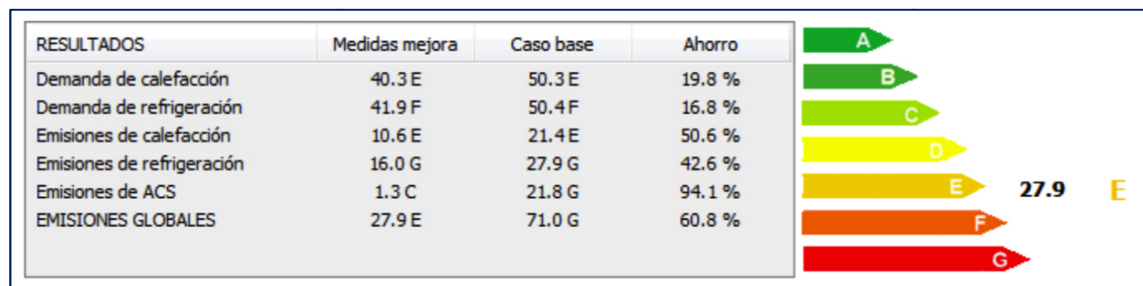 RESULTADOS Medidas mejora Caso base Ahorro
Demanda de calefacción 40.3 E 50.3 E 19.8 %
Demanda de refrigeración 41.9 F 50.4 F 16.8 %
Emisiones de calefacción 10.6 E 21.4 E 50.6 %
Emisiones de refrigeración 16.0 G 27.9 G 42.6 %
Emisiones de ACS 1.3 C 21.8 G 94.1 %
EMISIONES GLOBALES 27.9 E 71.0 G 60.8 %
A
B
C
D
E 27.9 E
F
G